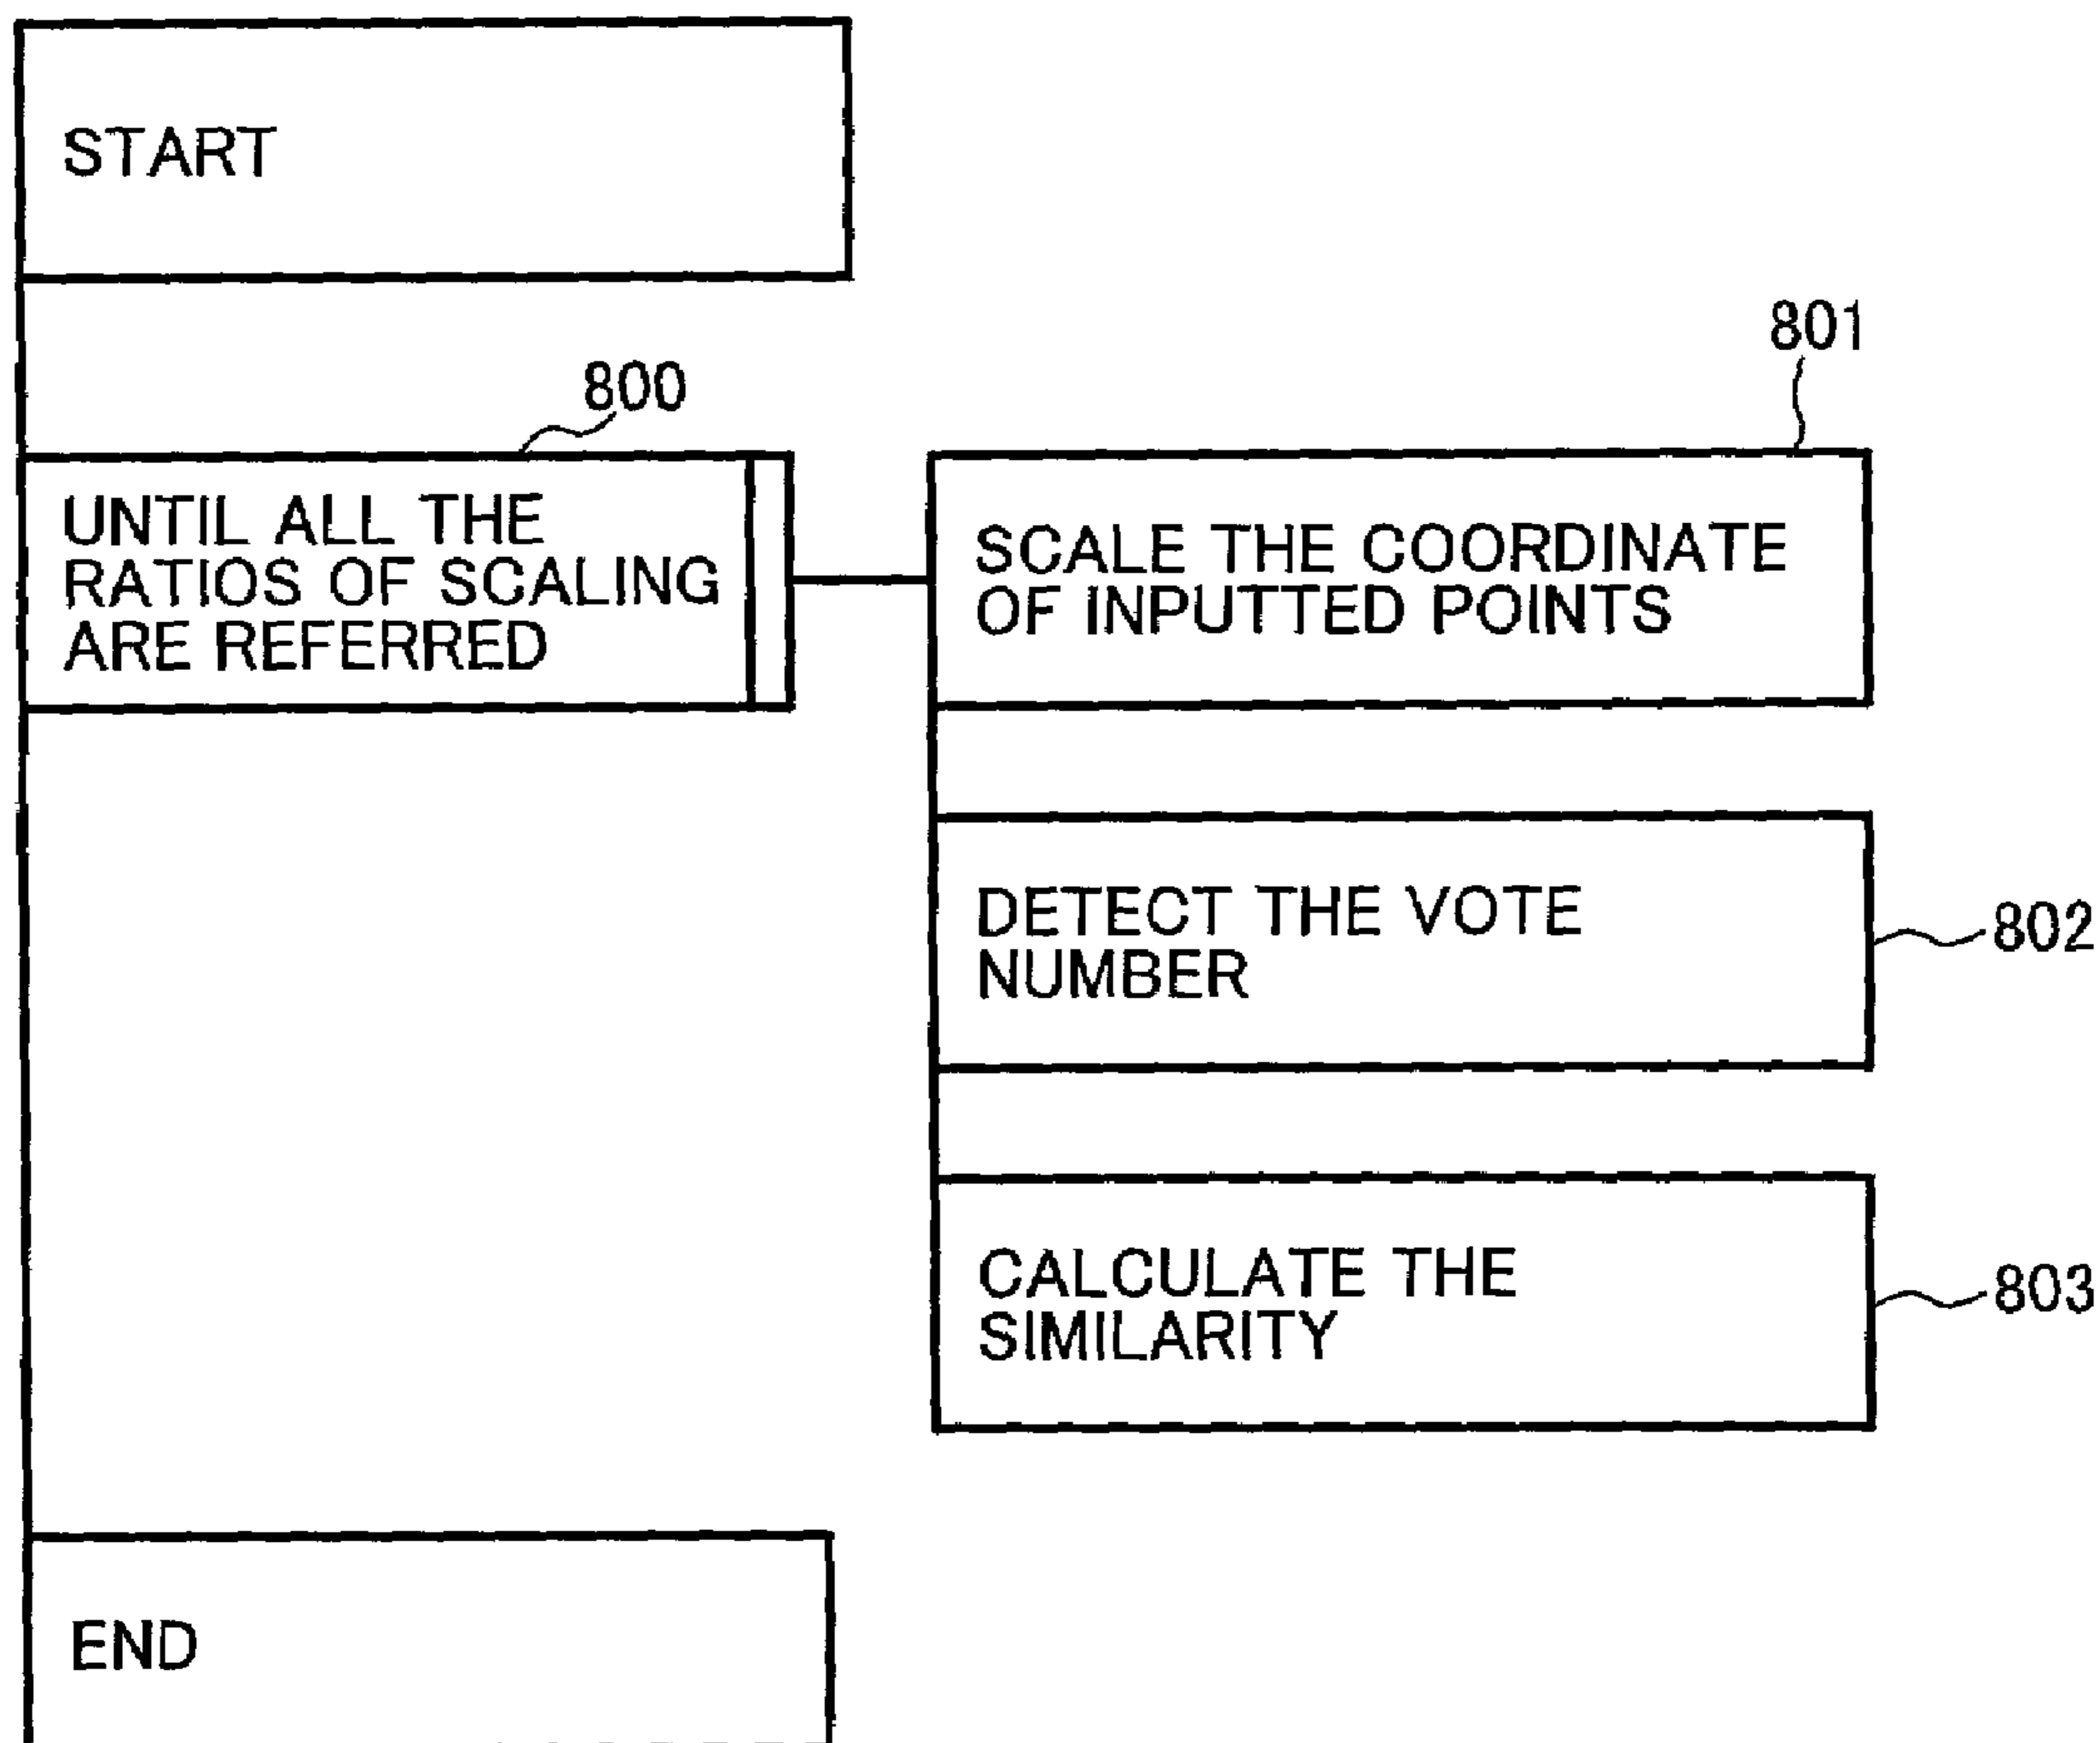 START
800
801
UNTIL ALL THE
RATIOS OF SCALING
ARE REFERRED
SCALE THE COORDINATE
OF INPUTTED POINTS
DETECT THE VOTE
NUMBER
802
CALCULATE THE
SIMILARITY
803
END